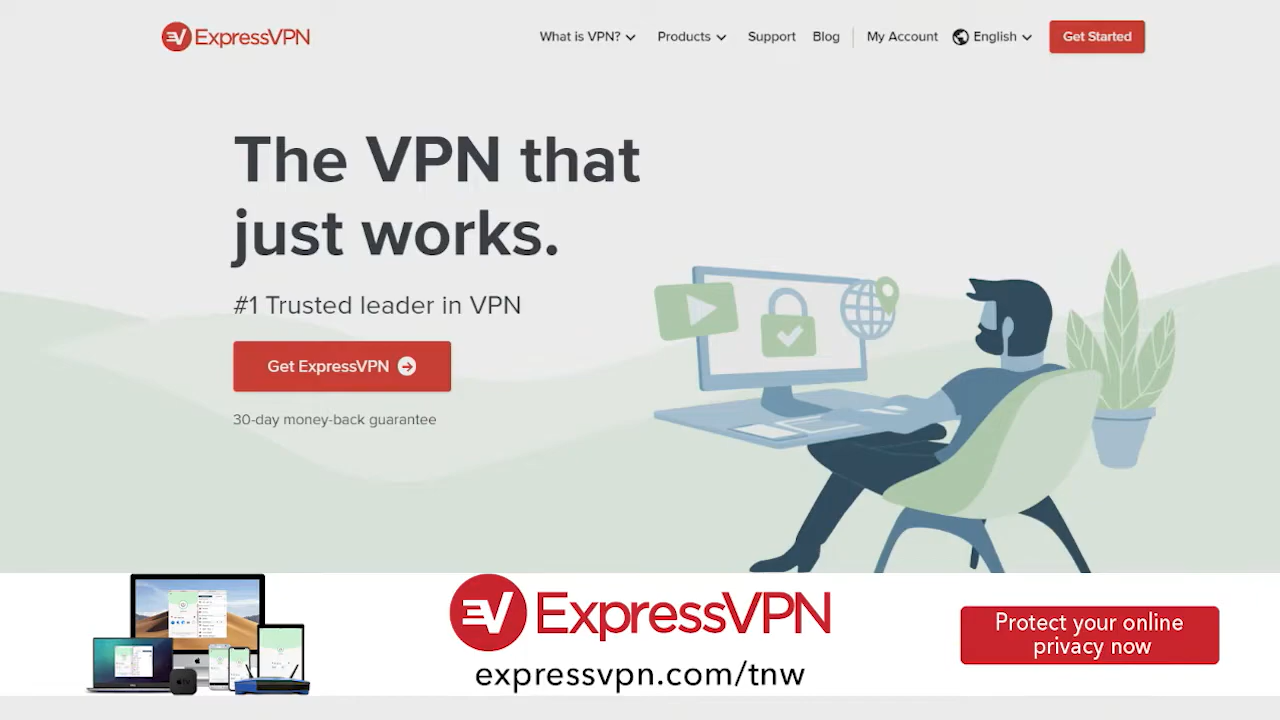 ExpressVPN
What is VPN? Products Support Blog My Account English Get Started
The VPN that
just works.
#1 Trusted leader in VPN
Get ExpressVPN
30-day money-back guarantee
ExpressVPN
expressvpn.com/tnw
Protect your online
privacy now